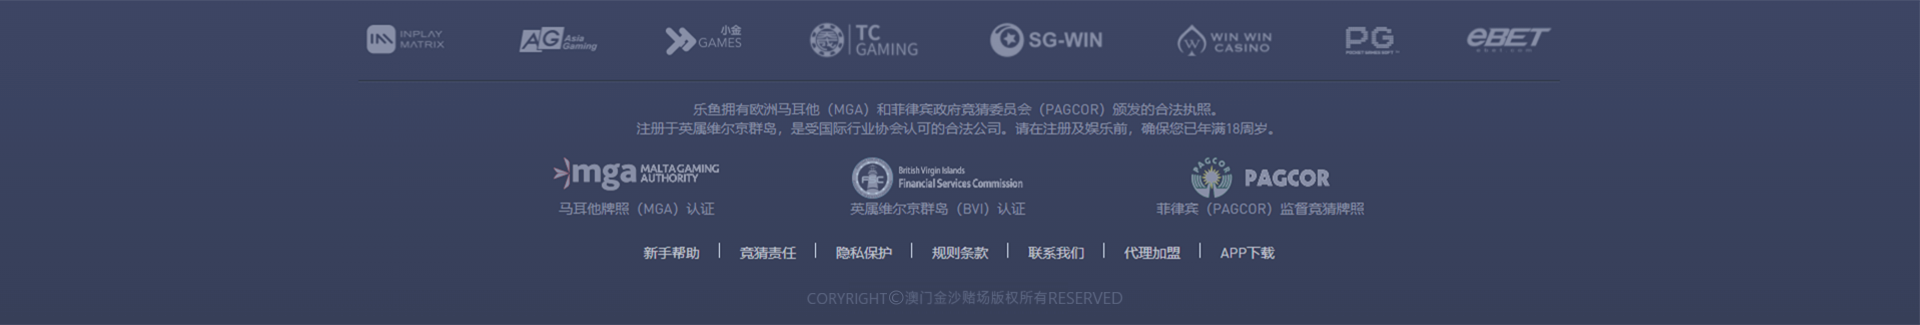 INPLAY MATRIX
AG Asia Gaming
小金 GAMES
TC GAMING
SG-WIN
WIN WIN CASINO
PG
eBET
乐鱼拥有欧洲马耳他（MGA）和菲律宾政府竞猜委员会（PAGCOR）颁发的合法执照。
注册于英属维尔京群岛，是受国际行业协会认可的合法公司。请在注册及娱乐前，确保您已年满18周岁。
mga MALTA GAMING AUTHORITY
British Virgin Islands
Financial Services Commission
PAGCOR PAGCOR
马耳他牌照（MGA）认证
英属维尔京群岛（BVI）认证
菲律宾（PAGCOR）监督竞猜牌照
新手帮助 | 竞猜责任 | 隐私保护 | 规则条款 | 联系我们 | 代理加盟 | APP下载
CORYRIGHT©澳门金沙赌场版权所有RESERVED